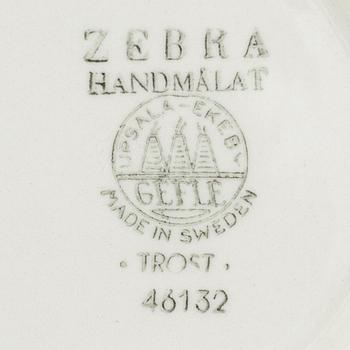 ZEBRA
HANDMÅLAT
UPSALA-EKEBY
GEFLE
MADE IN SWEDEN
· TROST ·
46132